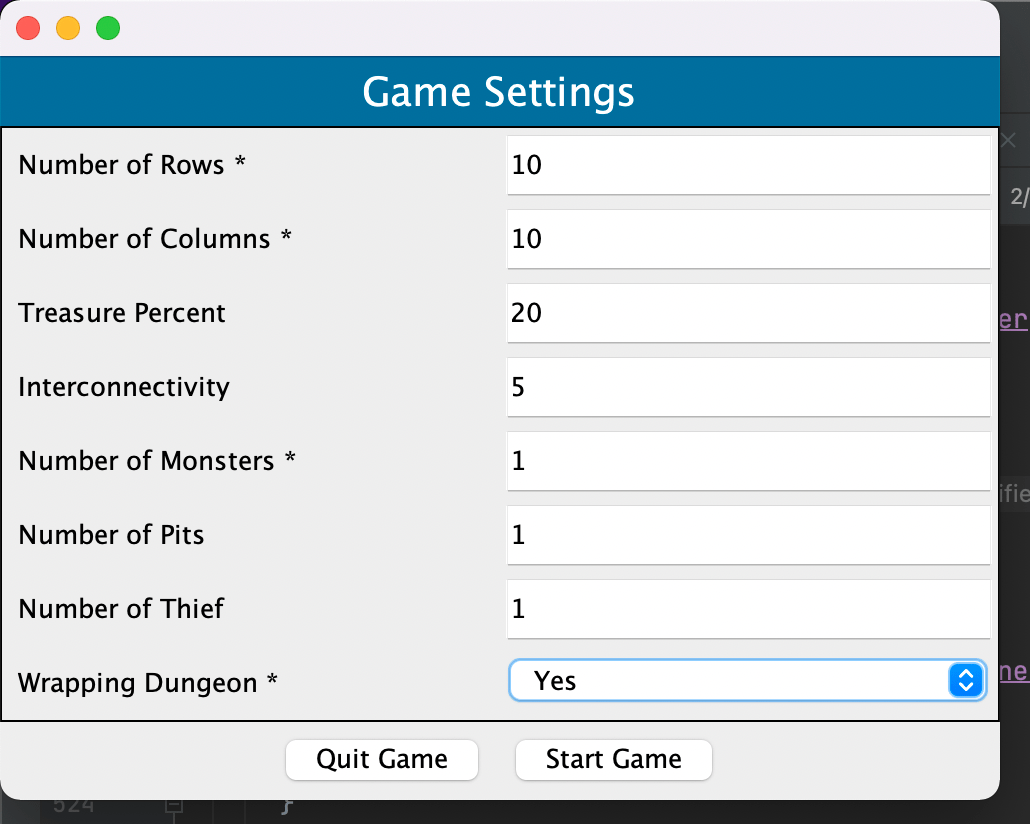 Game Settings
Number of Rows * 10
Number of Columns * 10
Treasure Percent 20
Interconnectivity 5
Number of Monsters * 1
Number of Pits 1
Number of Thief 1
Wrapping Dungeon * Yes
Quit Game Start Game
2/
er
ifie
ne
524 }